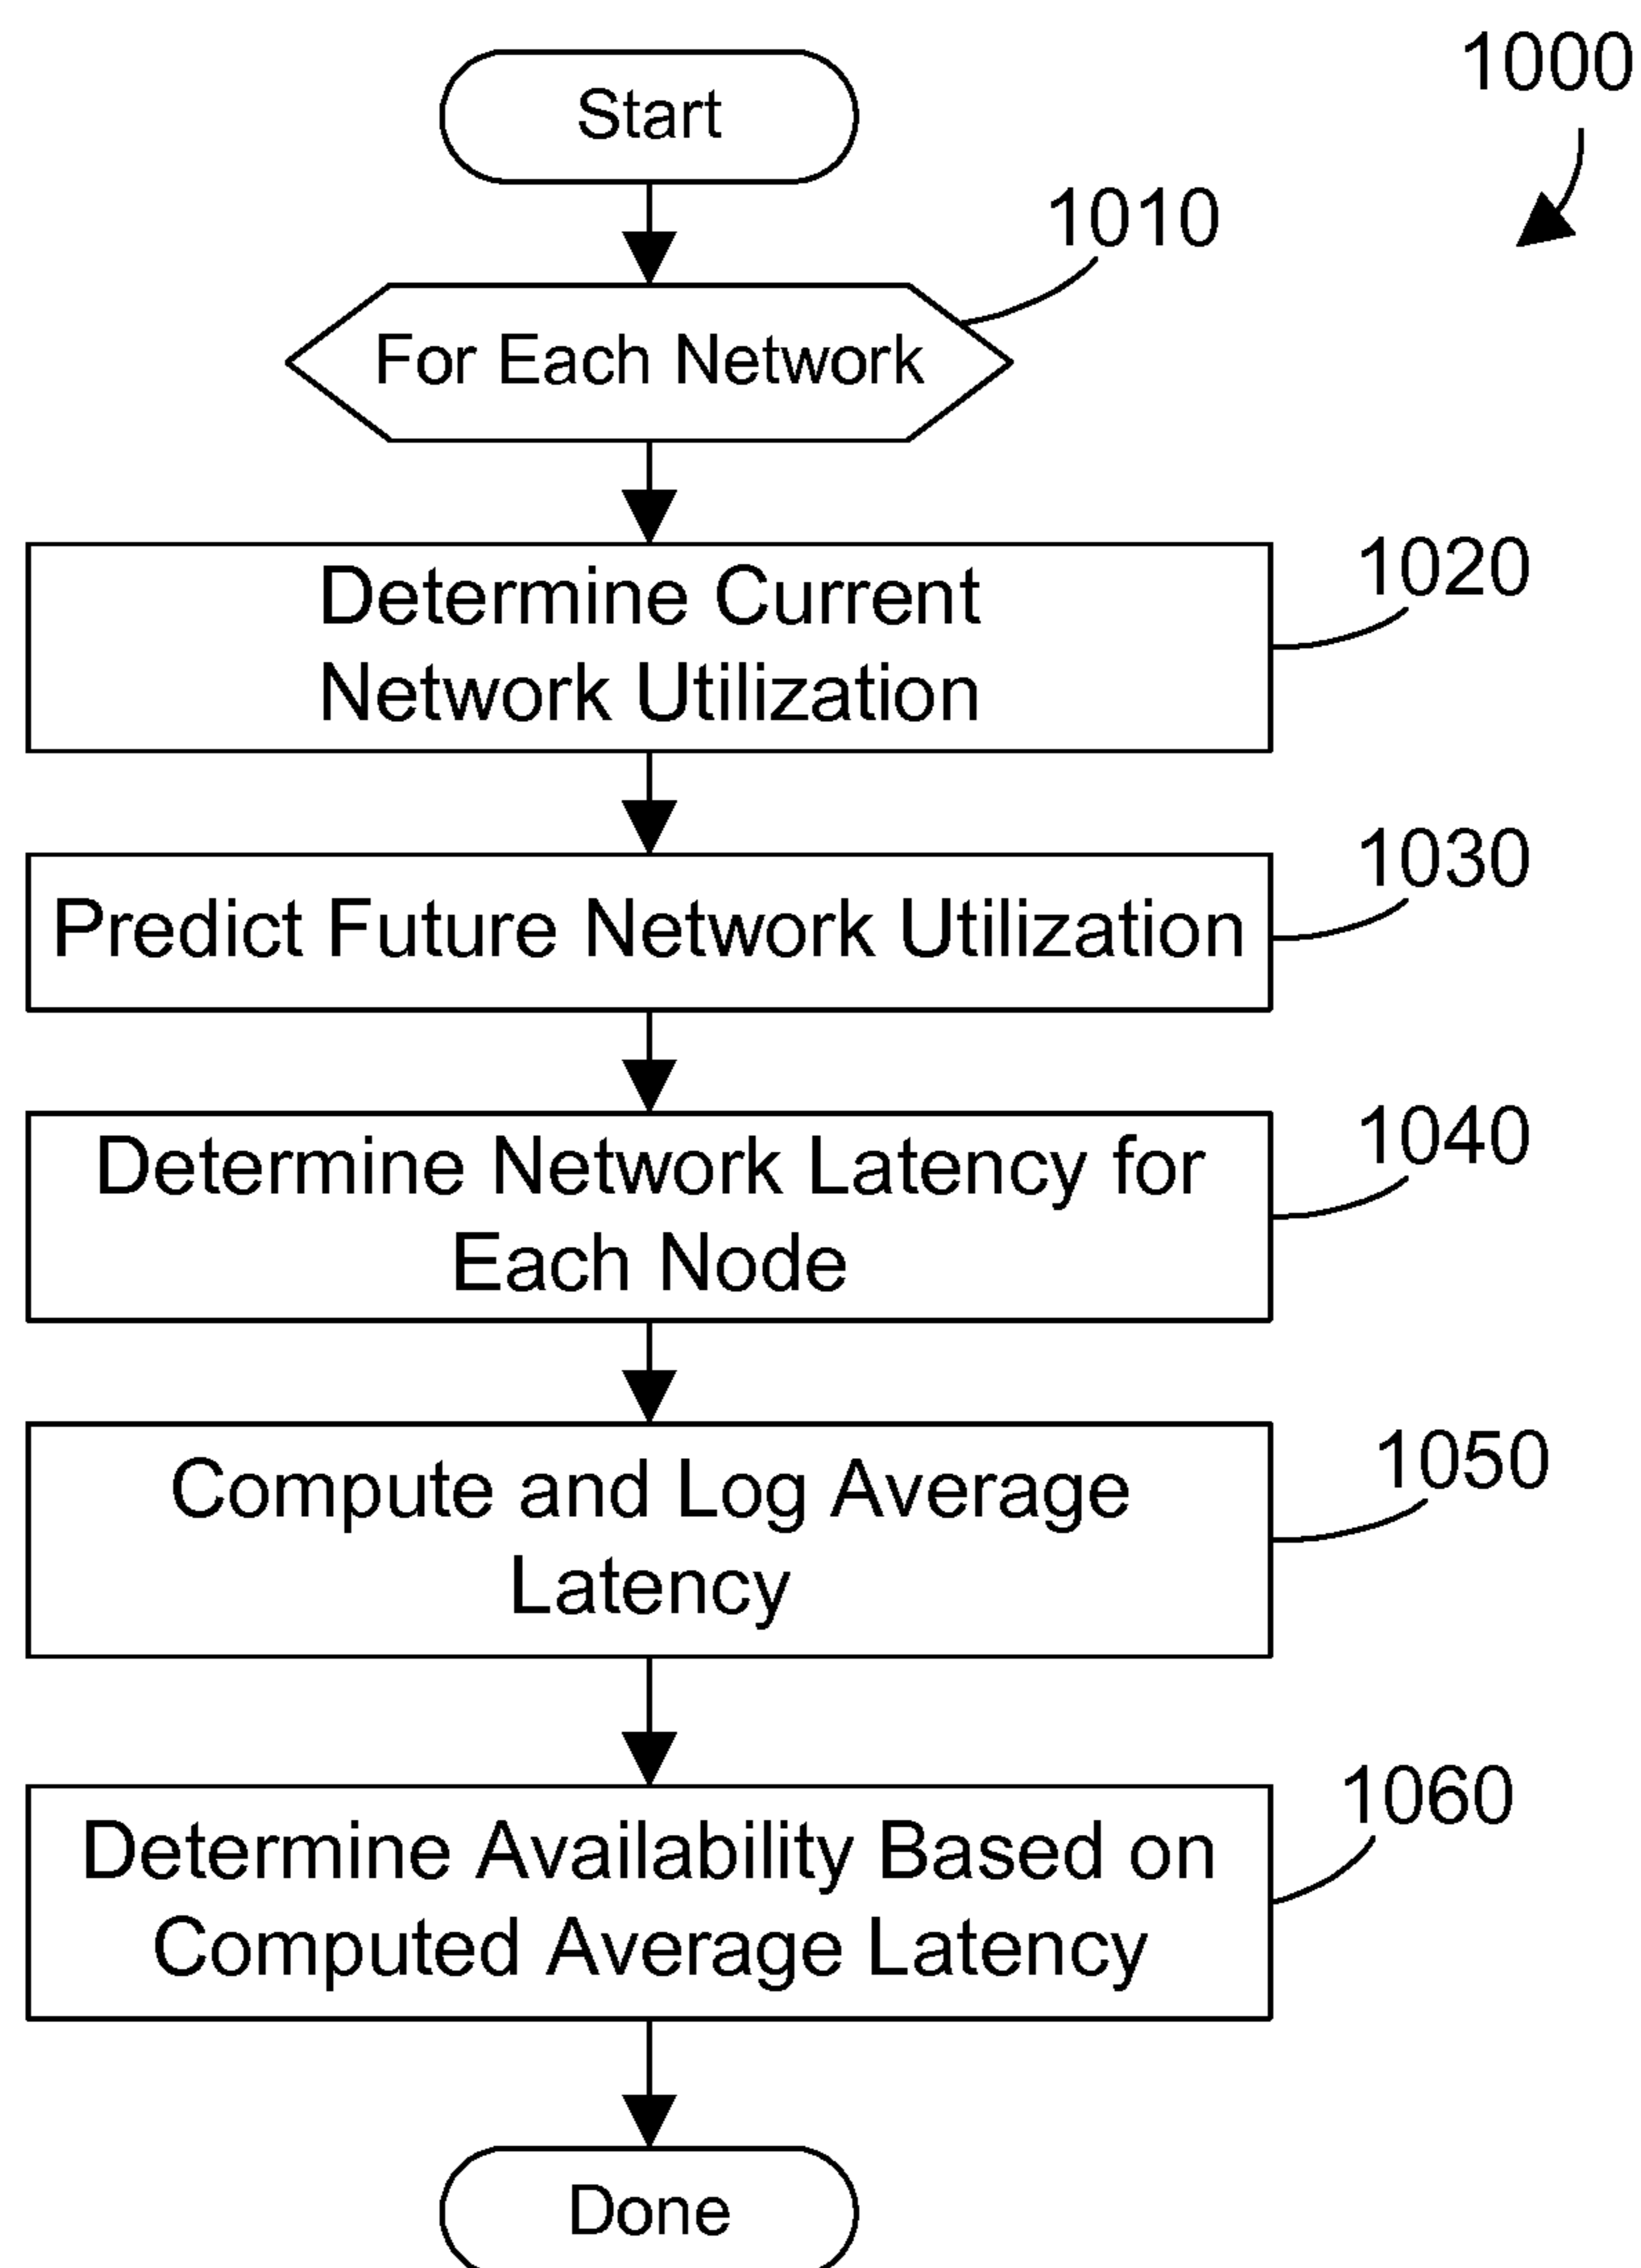 1000
Start
1010
For Each Network
1020
Determine Current
Network Utilization
1030
Predict Future Network Utilization
1040
Determine Network Latency for
Each Node
1050
Compute and Log Average
Latency
1060
Determine Availability Based on
Computed Average Latency
Done